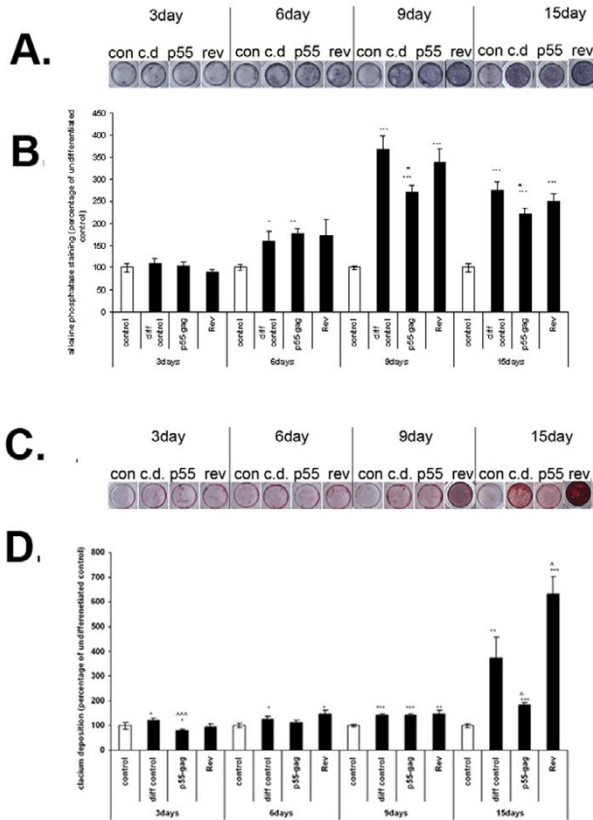 3day 6day 9day 15day
con c.d p55 rev con c.d p55 rev con c.d p55 rev con c.d p55 rev
A.
B.
alkaline phosphatase staining (percentage of undifferentiated control)
450
400
350
300
250
200
150
100
50
0
*** *** *** ***
* ** *** ***
control diff control p55-gag Rev control diff control p55-gag Rev control diff control p55-gag Rev control diff control p55-gag Rev
3days 6days 9days 15days
C.
3day 6day 9day 15day
con c.d. p55 rev con c.d. p55 rev con c.d. p55 rev con c.d. p55 rev
D.
clacium deposition (percentage of undifferenetiated control)
800
700
600
500
400
300
200
100
0
^
***
**
^
***
* ^^^ * * * *** *** **
control diff control p55-gag Rev control diff control p55-gag Rev control diff control p55-gag Rev control diff control p55-gag Rev
3days 6days 9days 15days